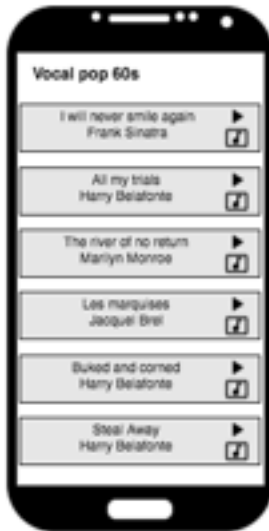 Vocal pop 60s
I will never smile again
Frank Sinatra
All my trials
Harry Belafonte
The river of no return
Marilyn Monroe
Les marquises
Jacquel Brel
Buked and corned
Harry Belafonte
Steal Away
Harry Belafonte